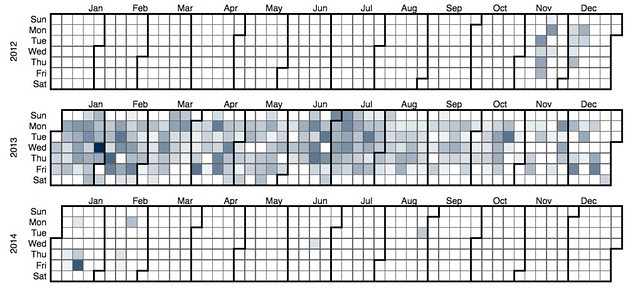 Jan Feb Mar Apr May Jun Jul Aug Sep Oct Nov Dec
2012
Sun
Mon
Tue
Wed
Thu
Fri
Sat
Jan Feb Mar Apr May Jun Jul Aug Sep Oct Nov Dec
2013
Sun
Mon
Tue
Wed
Thu
Fri
Sat
Jan Feb Mar Apr May Jun Jul Aug Sep Oct Nov Dec
2014
Sun
Mon
Tue
Wed
Thu
Fri
Sat